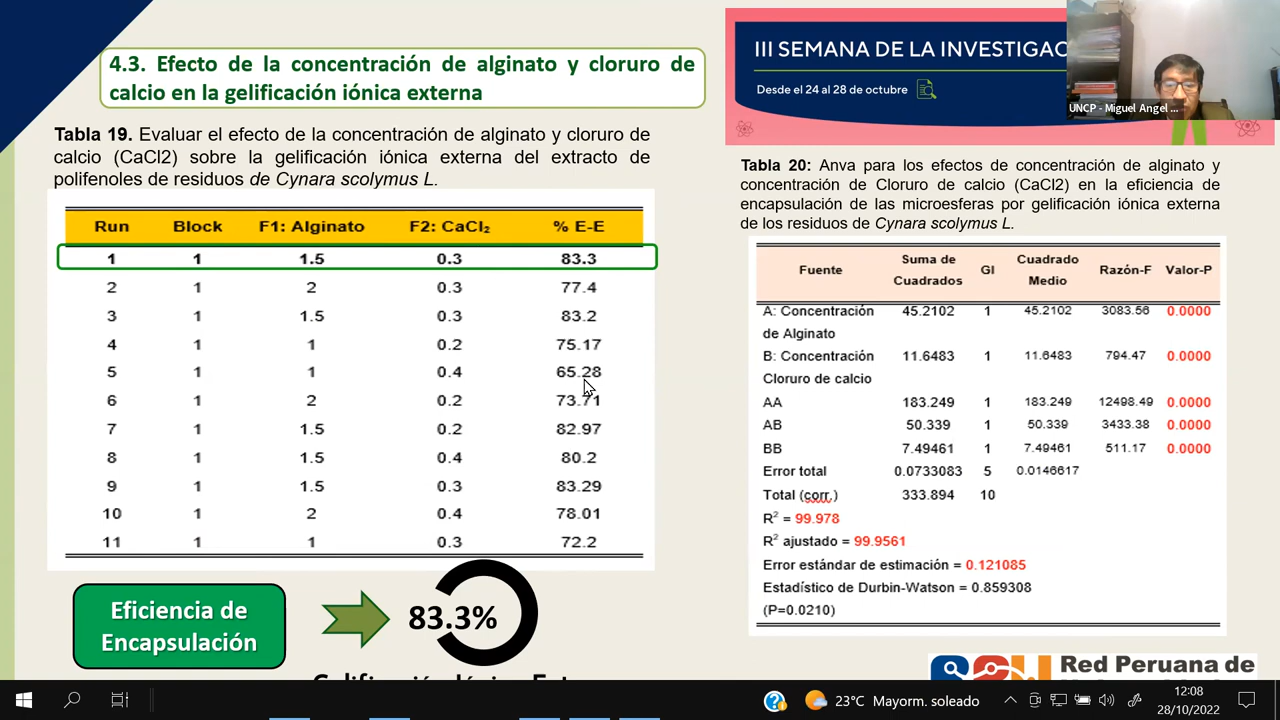 4.3. Efecto de la concentración de alginato y cloruro de
calcio en la gelificación iónica externa
Tabla 19. Evaluar el efecto de la concentración de alginato y cloruro de
calcio (CaCl2) sobre la gelificación iónica externa del extracto de
polifenoles de residuos de Cynara scolymus L.
Run Block F1: Alginato F2: CaCl₂ % E-E
1 1 1.5 0.3 83.3
2 1 2 0.3 77.4
3 1 1.5 0.3 83.2
4 1 1 0.2 75.17
5 1 1 0.4 65.28
6 1 2 0.2 73.71
7 1 1.5 0.2 82.97
8 1 1.5 0.4 80.2
9 1 1.5 0.3 83.29
10 1 2 0.4 78.01
11 1 1 0.3 72.2
Eficiencia de
Encapsulación
83.3%
III SEMANA DE LA INVESTIGAC
Desde el 24 al 28 de octubre
UNCP - Miguel Angel ...
Tabla 20: Anva para los efectos de concentración de alginato y
concentración de Cloruro de calcio (CaCl2) en la eficiencia de
encapsulación de las microesferas por gelificación iónica externa
de los residuos de Cynara scolymus L.
Fuente Suma de Cuadrados Gl Cuadrado Medio Razón-F Valor-P
A: Concentración 45.2102 1 45.2102 3083.56 0.0000
de Alginato
B: Concentración 11.6483 1 11.6483 794.47 0.0000
Cloruro de calcio
AA 183.249 1 183.249 12498.49 0.0000
AB 50.339 1 50.339 3433.38 0.0000
BB 7.49461 1 7.49461 511.17 0.0000
Error total 0.0733083 5 0.0146617
Total (corr.) 333.894 10
R² = 99.978
R² ajustado = 99.9561
Error estándar de estimación = 0.121085
Estadístico de Durbin-Watson = 0.859308
(P=0.0210)
Red Peruana de
23°C Mayorm. soleado
12:08
28/10/2022